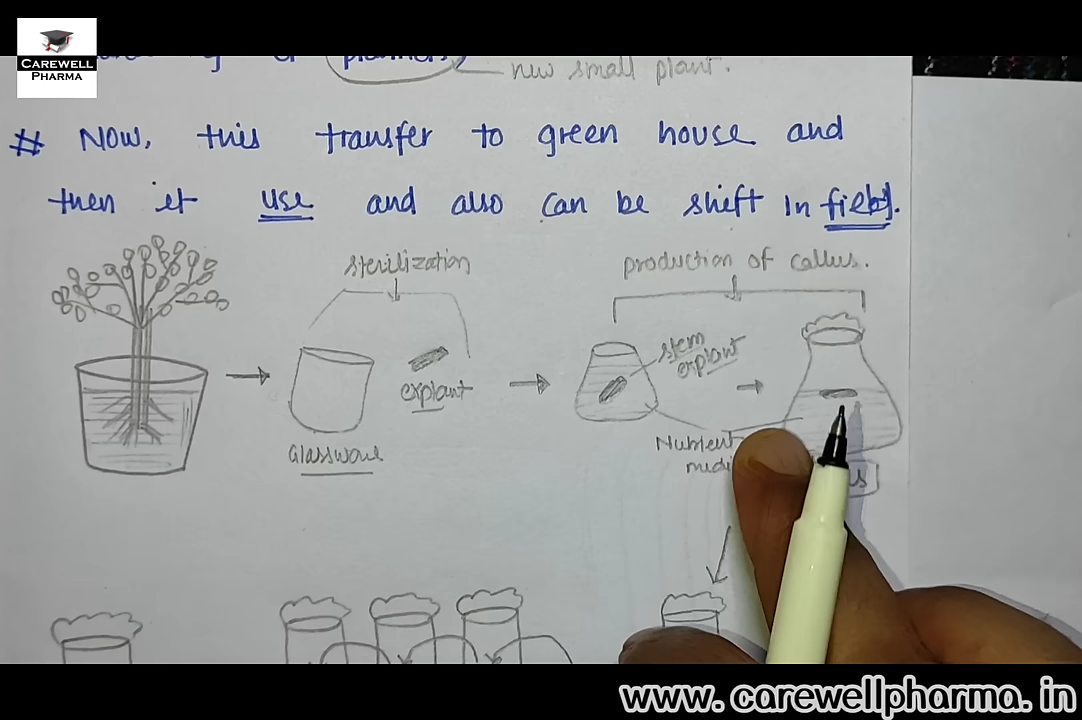 CAREWELL
PHARMA
plantlets
new small plant.
# Now, this transfer to green house and
then it use and also can be shift in field.
sterilization
production of callus.
stem
explant
explant
Glassware
Nutrient
www.carewellpharma.in